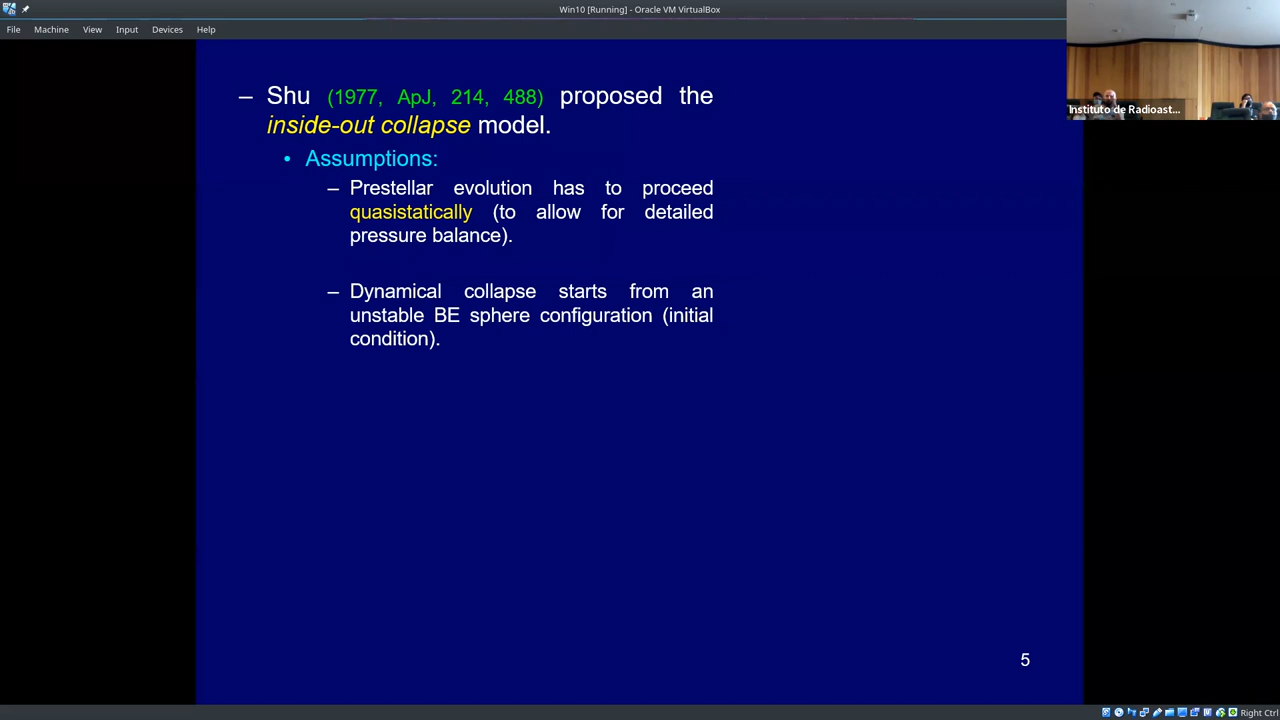 Win10 [Running] - Oracle VM VirtualBox
File Machine View Input Devices Help
– Shu (1977, ApJ, 214, 488) proposed the
inside-out collapse model.
• Assumptions:
– Prestellar evolution has to proceed
quasistatically (to allow for detailed
pressure balance).
– Dynamical collapse starts from an
unstable BE sphere configuration (initial
condition).
5
Instituto de Radioast...
Right Ctrl